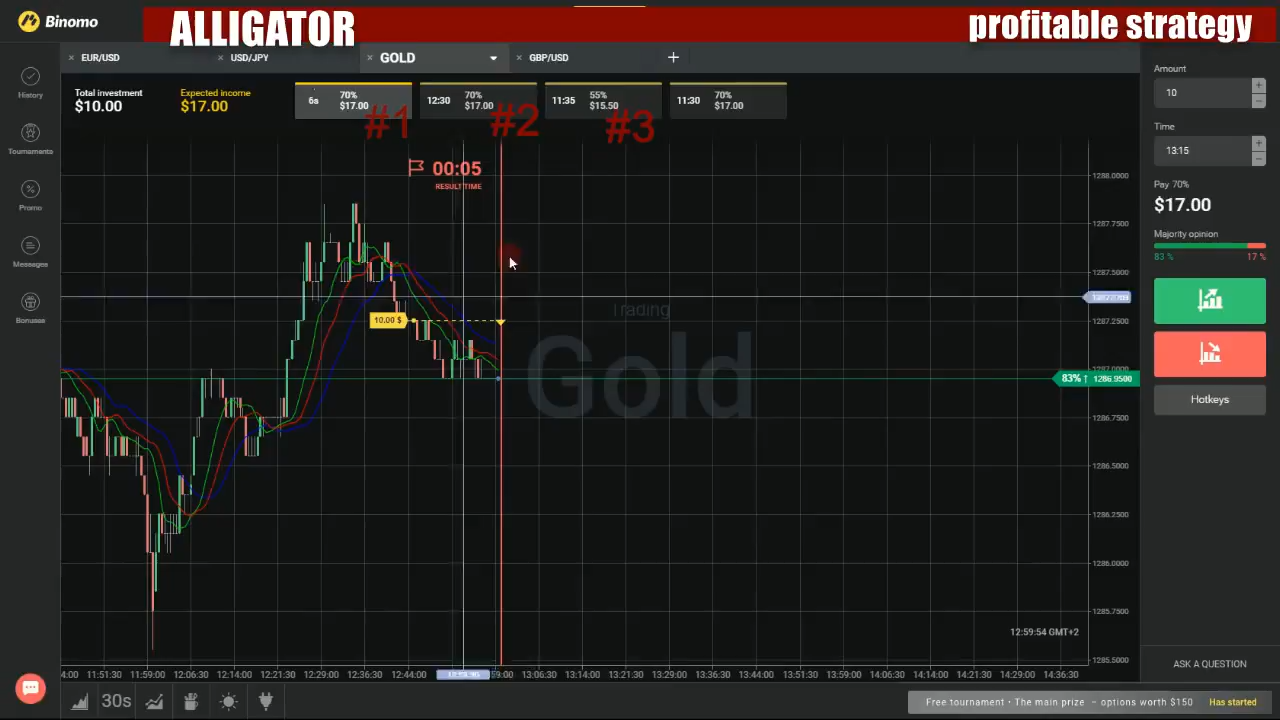 Binomo
ALLIGATOR
profitable strategy
EUR/USD
USD/JPY
GOLD
GBP/USD
Total investment
$10.00
Expected income
$17.00
6s
70%
$17.00
12:30
70%
$17.00
11:35
55%
$15.50
11:30
70%
$17.00
#1
#2
#3
00:05
RESULT TIME
History
Tournaments
Promo
Messages
Bonuses
Amount
10
Time
13:15
Pay 70%
$17.00
Majority opinion
83 %
17 %
Hotkeys
ASK A QUESTION
1288.0000
1287.7500
1287.5000
1287.2500
1287.0000
83% ↑ 1286.9500
1286.7500
1286.5000
1286.2500
1286.0000
1285.7500
1285.5000
10.00 $
Trading
Gold
12:59:54 GMT+2
4:00 11:51:30 11:59:00 12:06:30 12:14:00 12:21:30 12:29:00 12:36:30 12:44:00 59:00 13:06:30 13:14:00 13:21:30 13:29:00 13:36:30 13:44:00 13:51:30 13:59:00 14:06:30 14:14:00 14:21:30 14:29:00 14:36:30
30s
Free tournament • The main prize – options worth $150 Has started